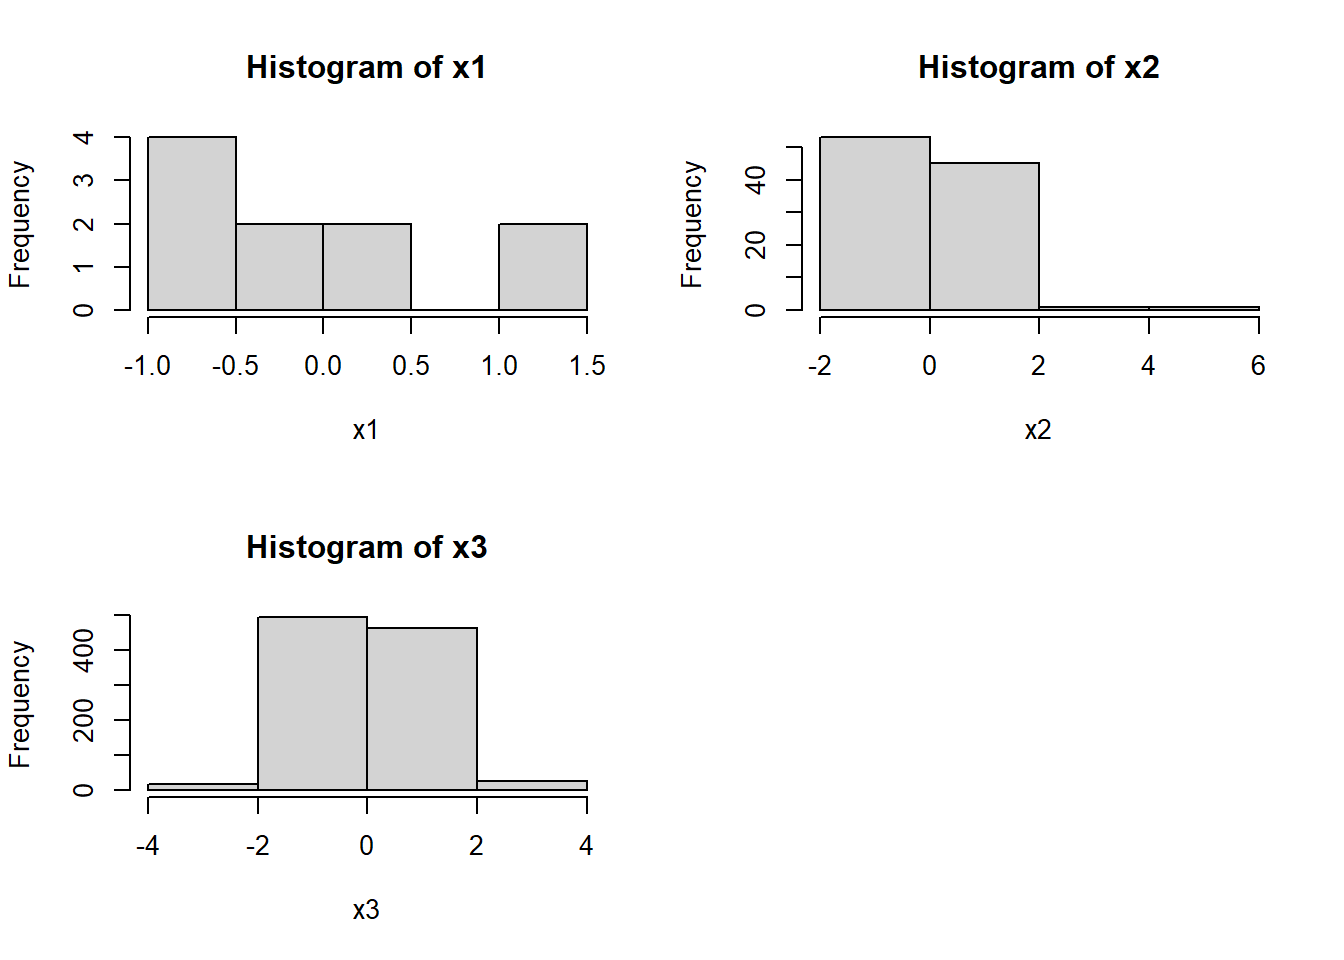 Histogram of x1
Frequency
0 1 2 3 4
-1.0 -0.5 0.0 0.5 1.0 1.5
x1
Histogram of x2
Frequency
0 20 40
-2 0 2 4 6
x2
Histogram of x3
Frequency
0 200 400
-4 -2 0 2 4
x3